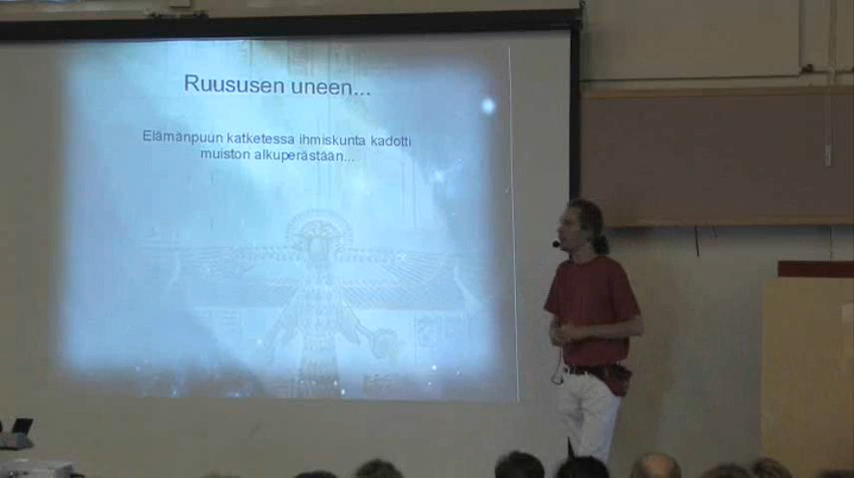 Ruususen uneen...
Elämänpuun katketessa ihmiskunta kadotti
muiston alkuperästään...